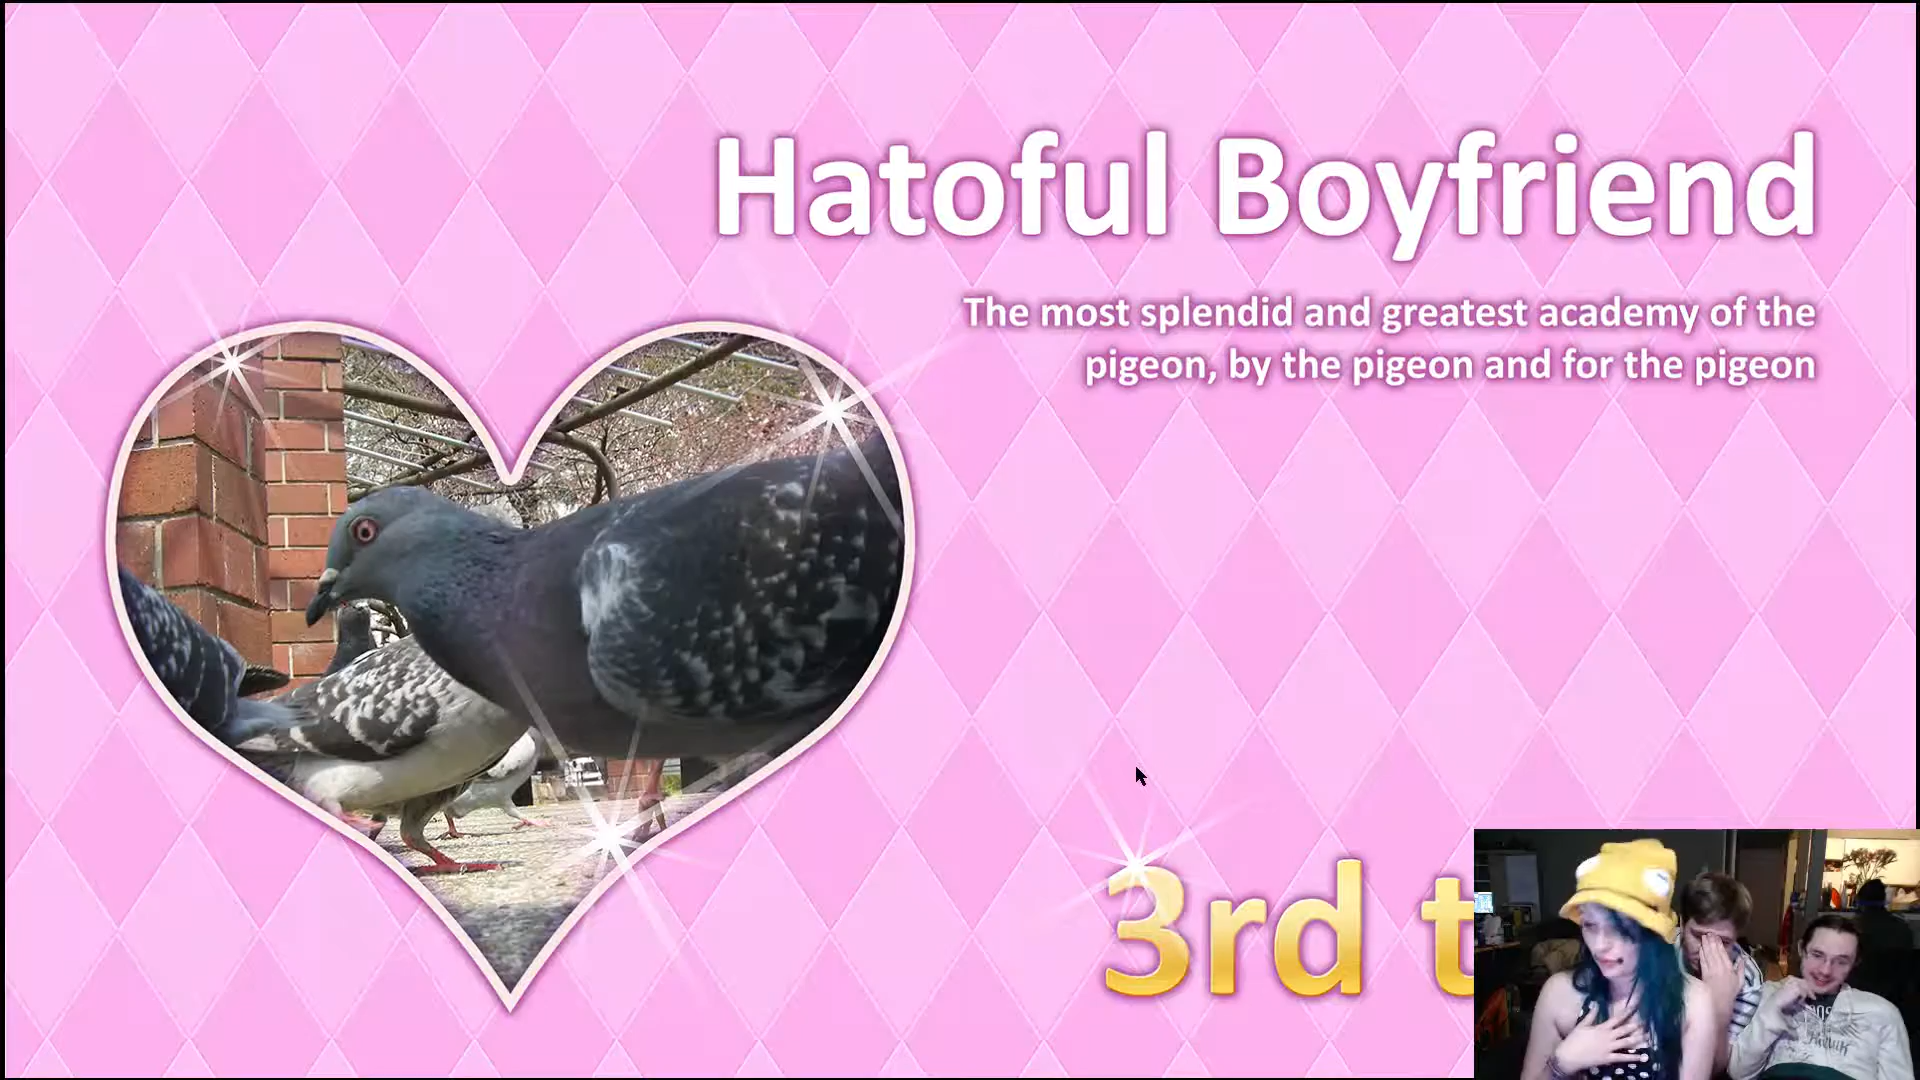 Hatoful Boyfriend
The most splendid and greatest academy of the
pigeon, by the pigeon and for the pigeon
3rd t